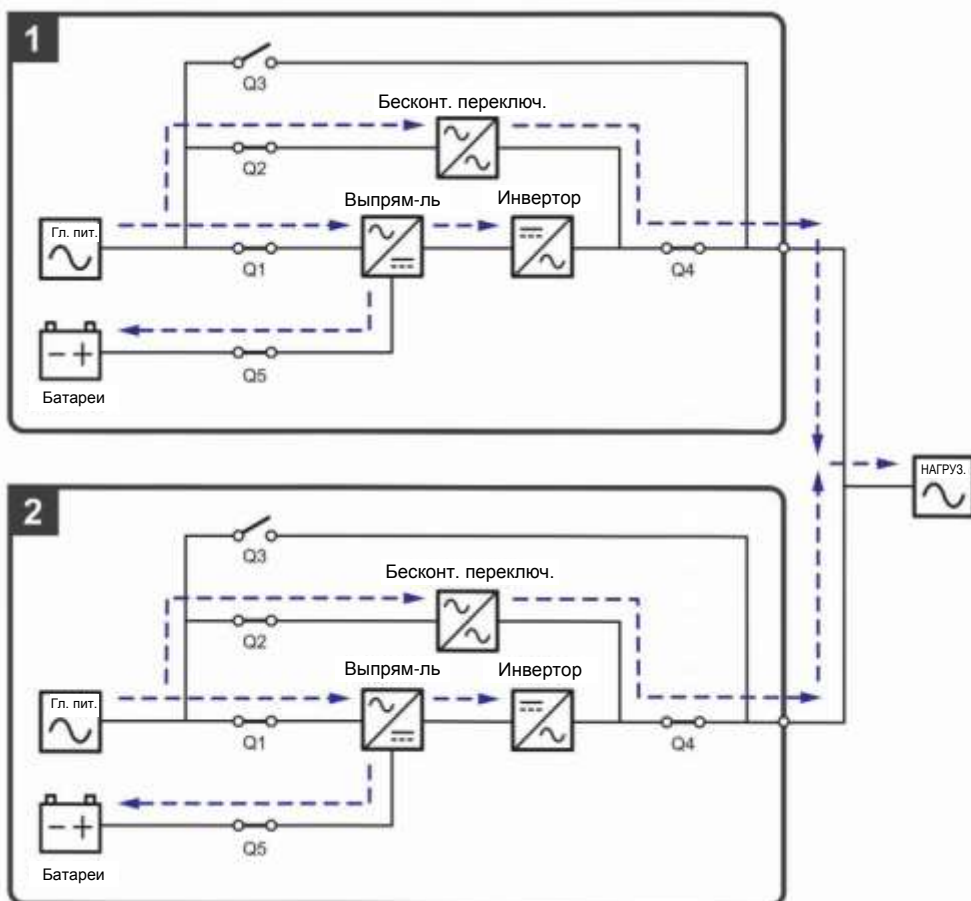 1
Q3
Бесконт. переключ.
Q2
Выпрям-ль
Инвертор
Гл. пит.
Q1
Q4
Q5
Батареи
НАГРУЗ.
2
Q3
Бесконт. переключ.
Q2
Выпрям-ль
Инвертор
Гл. пит.
Q1
Q4
Q5
Батареи